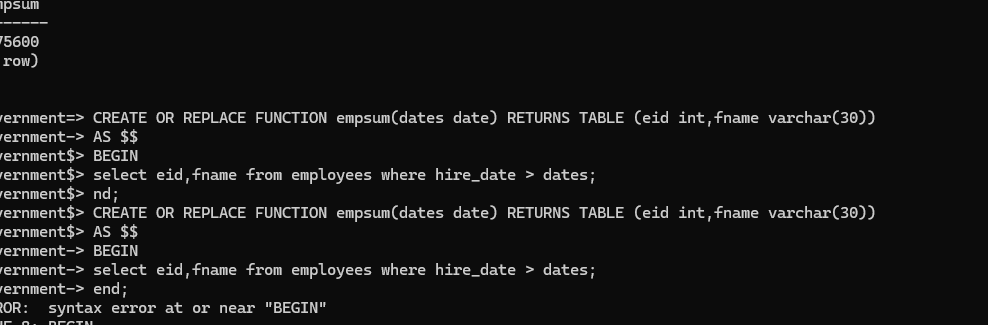 mpsum
------
75600
row)
vernment=> CREATE OR REPLACE FUNCTION empsum(dates date) RETURNS TABLE (eid int,fname varchar(30))
vernment-> AS $$
vernment$> BEGIN
vernment$> select eid,fname from employees where hire_date > dates;
vernment$> nd;
vernment$> CREATE OR REPLACE FUNCTION empsum(dates date) RETURNS TABLE (eid int,fname varchar(30))
vernment$> AS $$
vernment-> BEGIN
vernment-> select eid,fname from employees where hire_date > dates;
vernment-> end;
ROR:  syntax error at or near "BEGIN"
NE 8: BEGIN